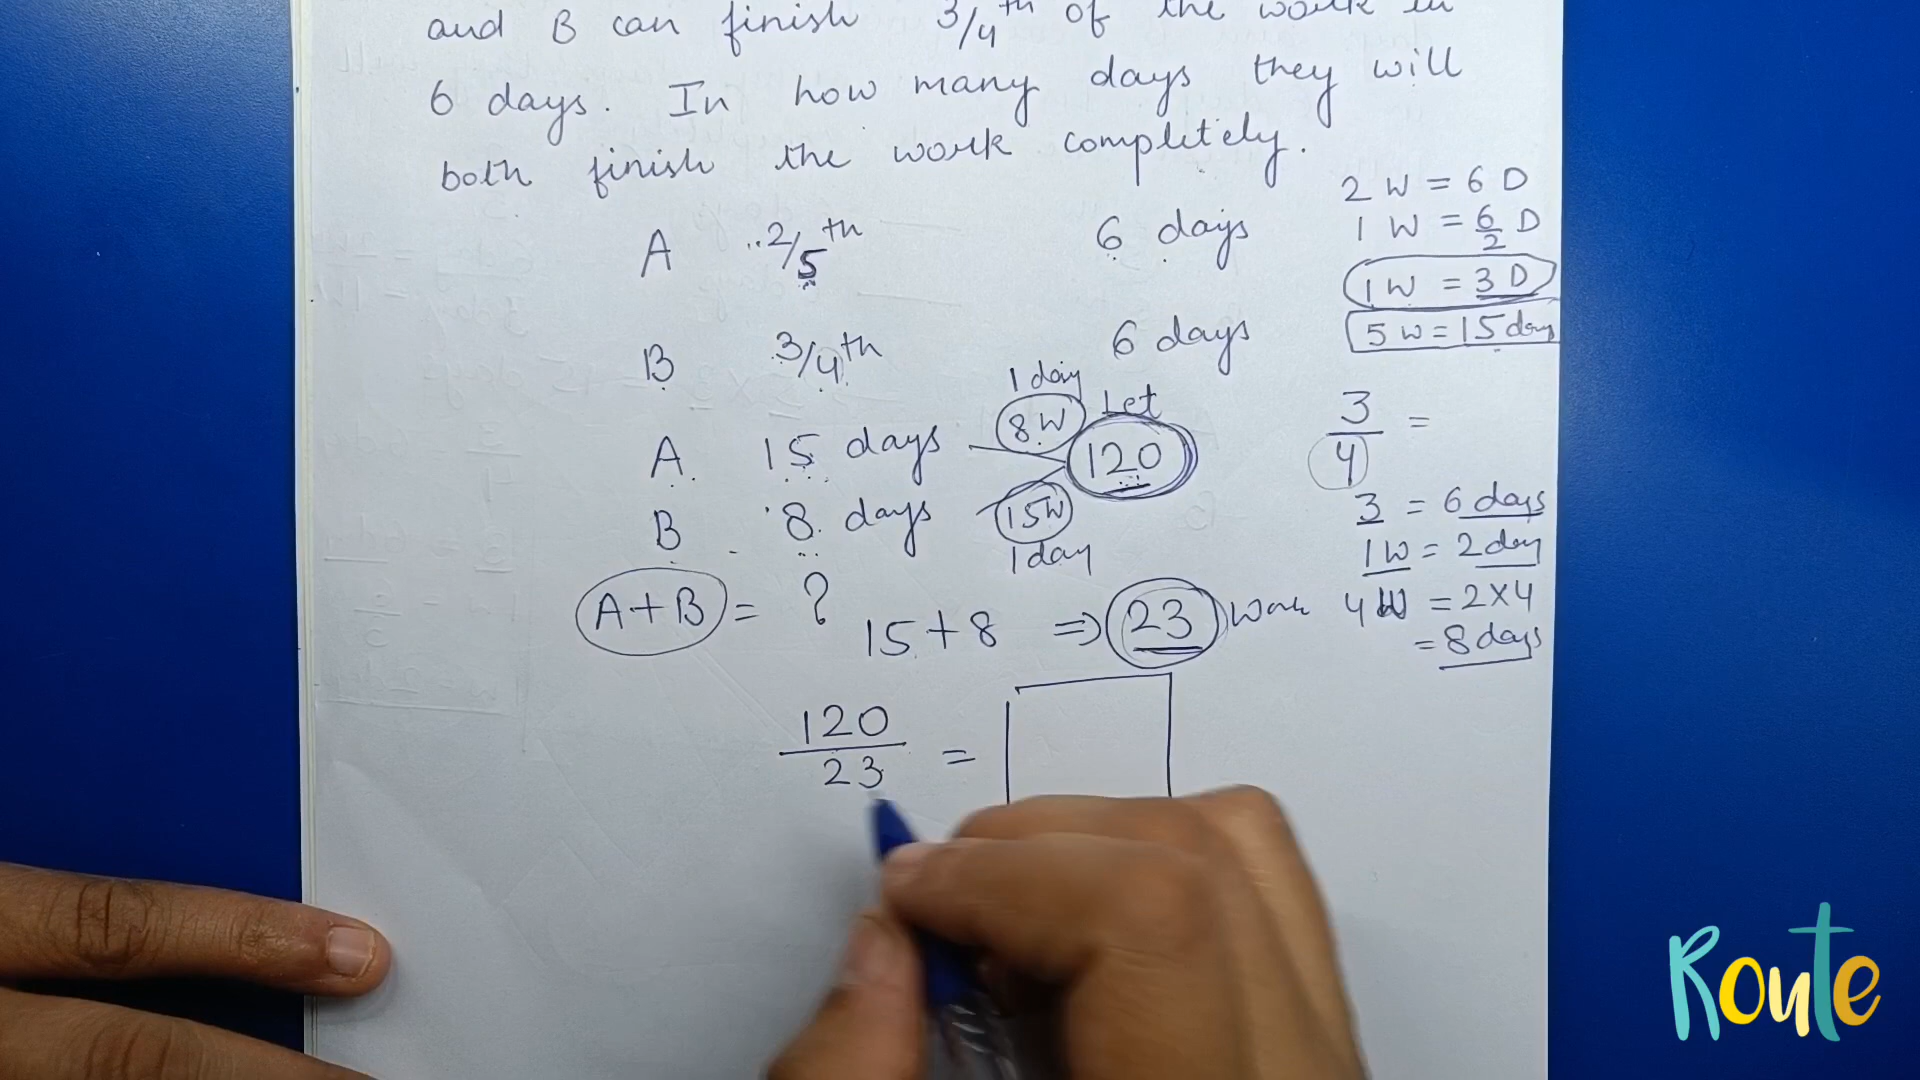 and B can finish 3/4th of the work in
6 days. In how many days they will
both finish the work completely.
2 W = 6 D
1 W = 6/2 D
1 W = 3 D
5 W = 15 days
A 2/5th 6 days
B 3/4th 6 days
1 day
8 W
Let
A 15 days 120
B 8 days 15W
1 day
3/4 =
3 = 6 days
1 W = 2 day
4 W = 2 X 4
= 8 days
A + B = ? 15 + 8 ⇒ 23 Work
120/23 =
Route